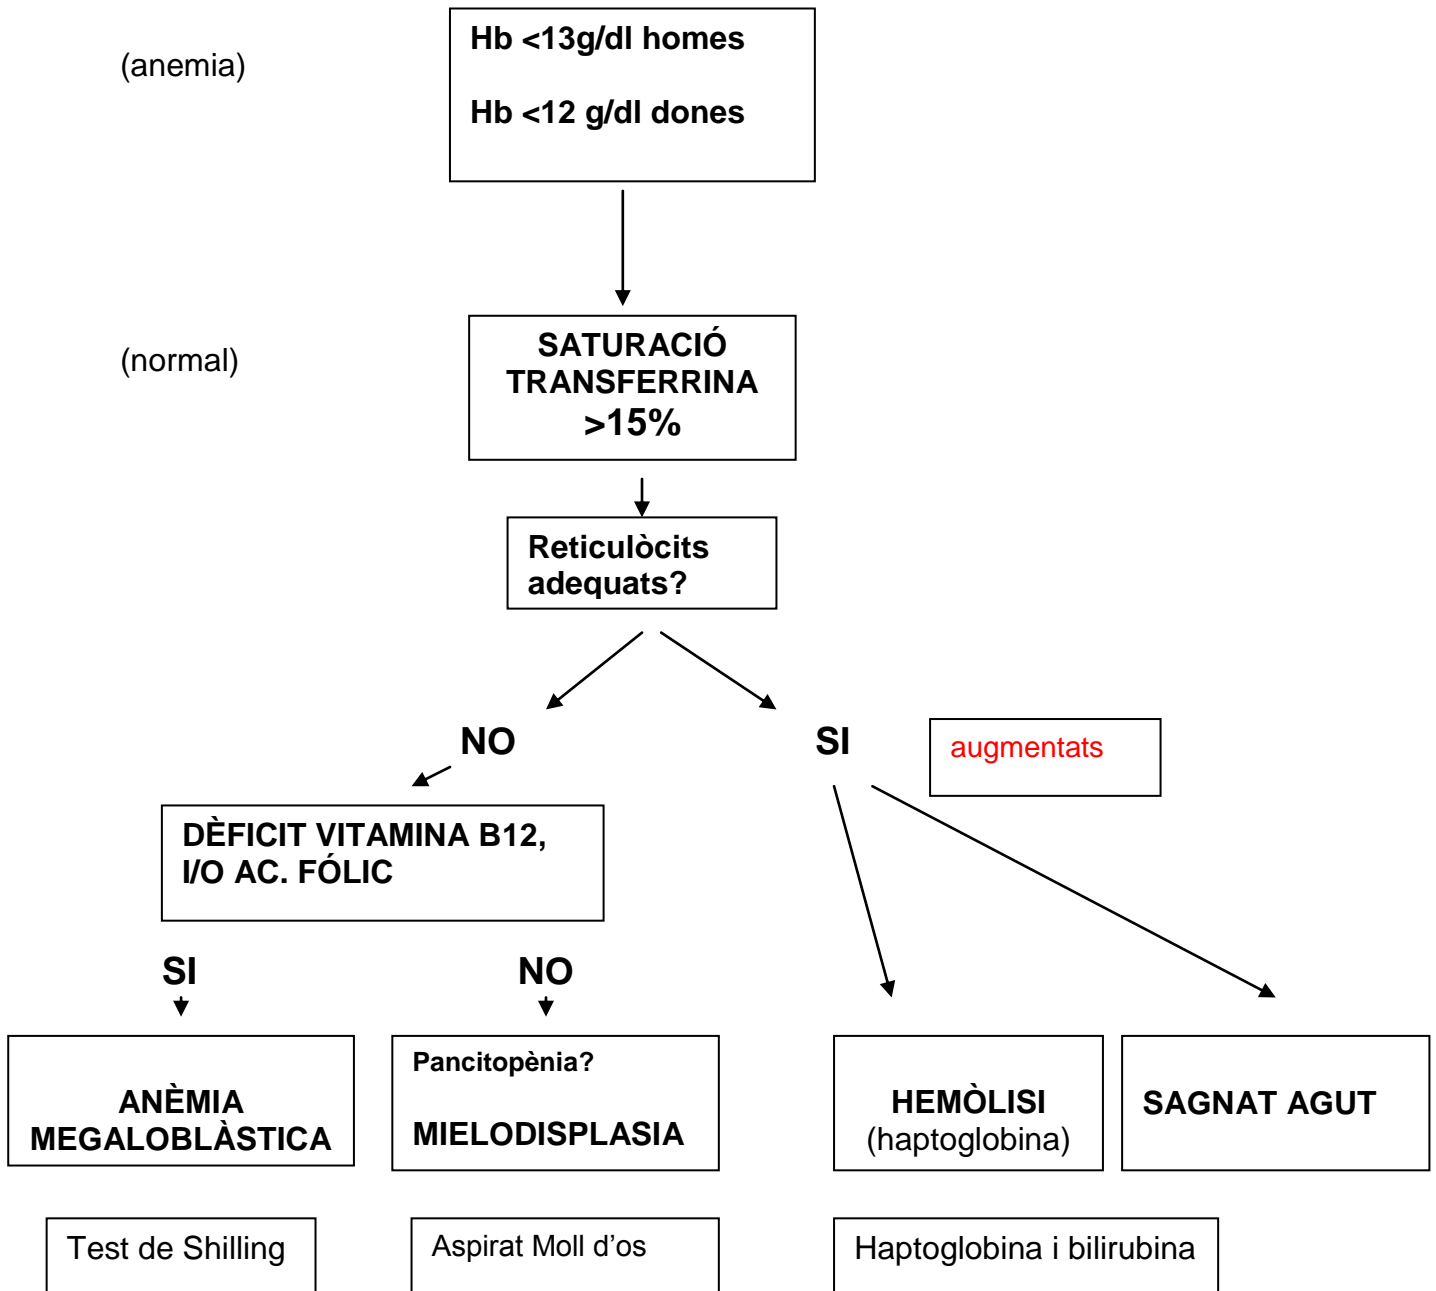 (anemia)
Hb <13g/dl homes
Hb <12 g/dl dones
(normal)
SATURACIÓ
TRANSFERRINA
>15%
Reticulòcits
adequats?
NO
SI
augmentats
DÈFICIT VITAMINA B12,
I/O AC. FÓLIC
SI
NO
ANÈMIA
MEGALOBLÀSTICA
Pancitopènia?
MIELODISPLASIA
HEMÒLISI
(haptoglobina)
SAGNAT AGUT
Test de Shilling
Aspirat Moll d'os
Haptoglobina i bilirubina